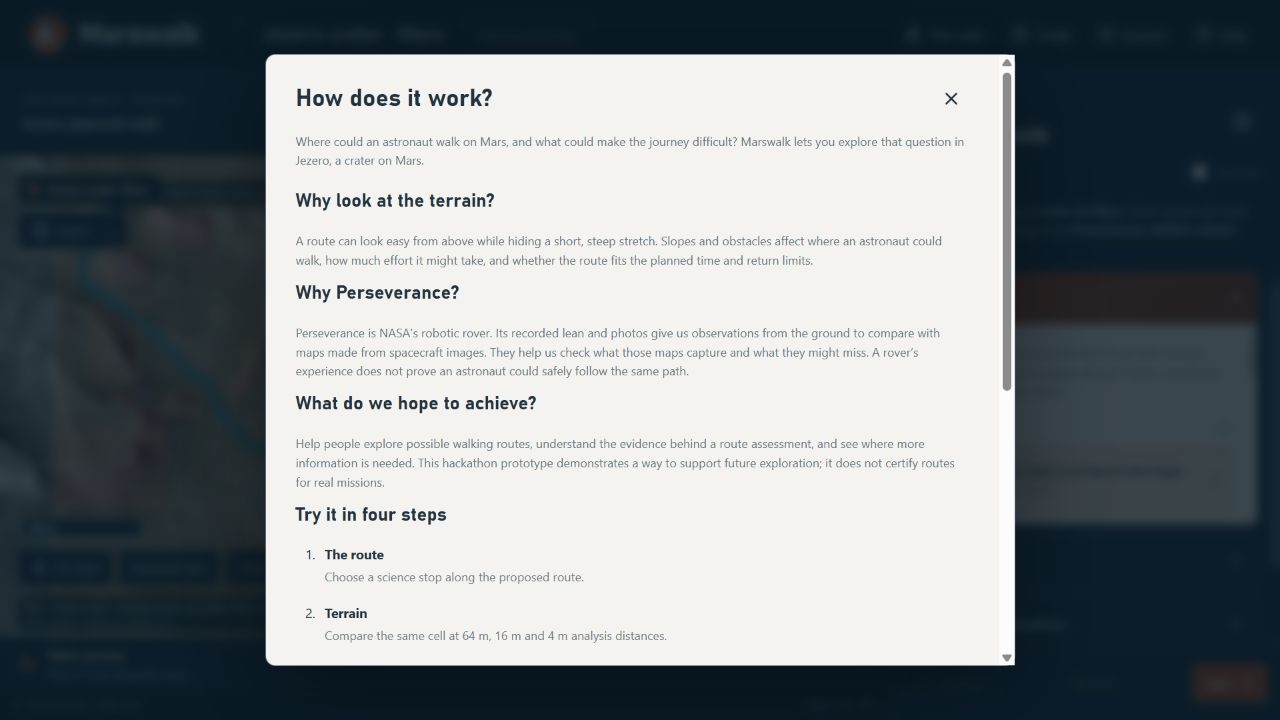 How does it work?
Where could an astronaut walk on Mars, and what could make the journey difficult? Marswalk lets you explore that question in
Jezero, a crater on Mars.
Why look at the terrain?
A route can look easy from above while hiding a short, steep stretch. Slopes and obstacles affect where an astronaut could
walk, how much effort it might take, and whether the route fits the planned time and return limits.
Why Perseverance?
Perseverance is NASA's robotic rover. Its recorded lean and photos give us observations from the ground to compare with
maps made from spacecraft images. They help us check what those maps capture and what they might miss. A rover's
experience does not prove an astronaut could safely follow the same path.
What do we hope to achieve?
Help people explore possible walking routes, understand the evidence behind a route assessment, and see where more
information is needed. This hackathon prototype demonstrates a way to support future exploration; it does not certify routes
for real missions.
Try it in four steps
1. The route
Choose a science stop along the proposed route.
2. Terrain
Compare the same cell at 64 m, 16 m and 4 m analysis distances.